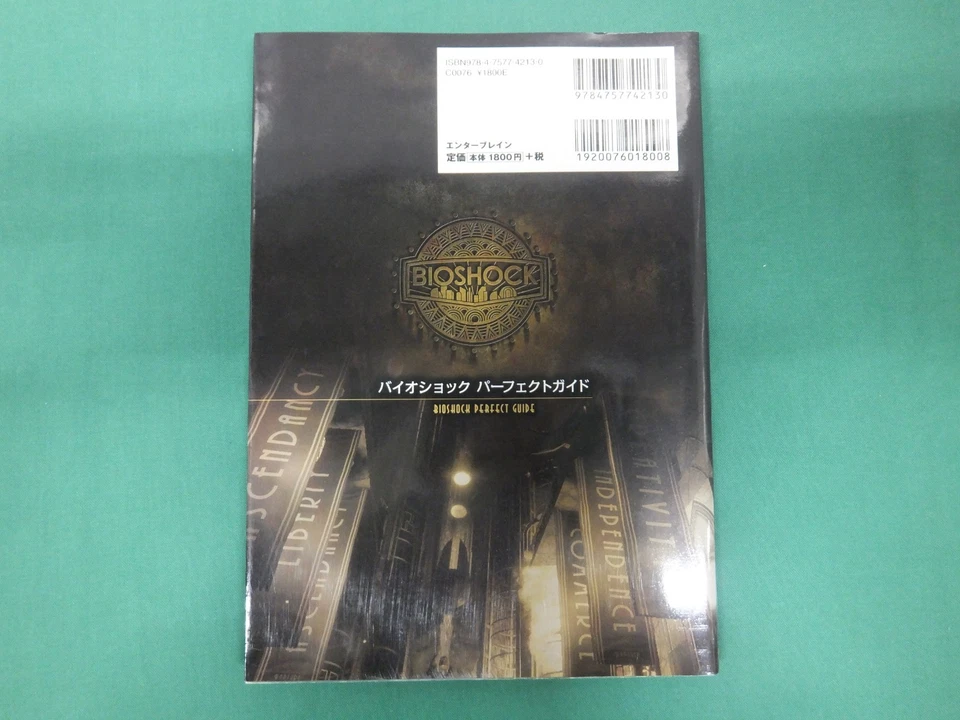 ISBN978-4-7577-4213-0
C0076 ¥1800E
9784757742130
エンターブレイン
定価 本体 1800円 +税
1920076018008
BIOSHOCK
バイオショック パーフェクトガイド
BIOSHOCK PERFECT GUIDE
ASCENDANCY
LIBERTY
ASCENDANCY
INDEPENDENCE
COMMERCE